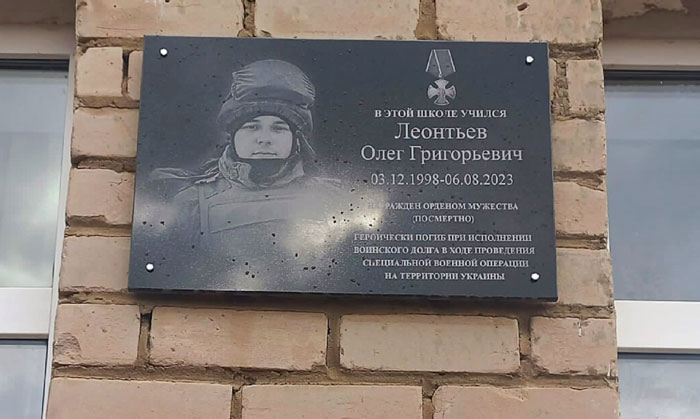 В ЭТОЙ ШКОЛЕ УЧИЛСЯ
Леонтьев
Олег Григорьевич
03.12.1998-06.08.2023
НАГРАЖДЕН ОРДЕНОМ МУЖЕСТВА
(ПОСМЕРТНО)
ГЕРОИЧЕСКИ ПОГИБ ПРИ ИСПОЛНЕНИИ
ВОИНСКОГО ДОЛГА В ХОДЕ ПРОВЕДЕНИЯ
СПЕЦИАЛЬНОЙ ВОЕННОЙ ОПЕРАЦИИ
НА ТЕРРИТОРИИ УКРАИНЫ